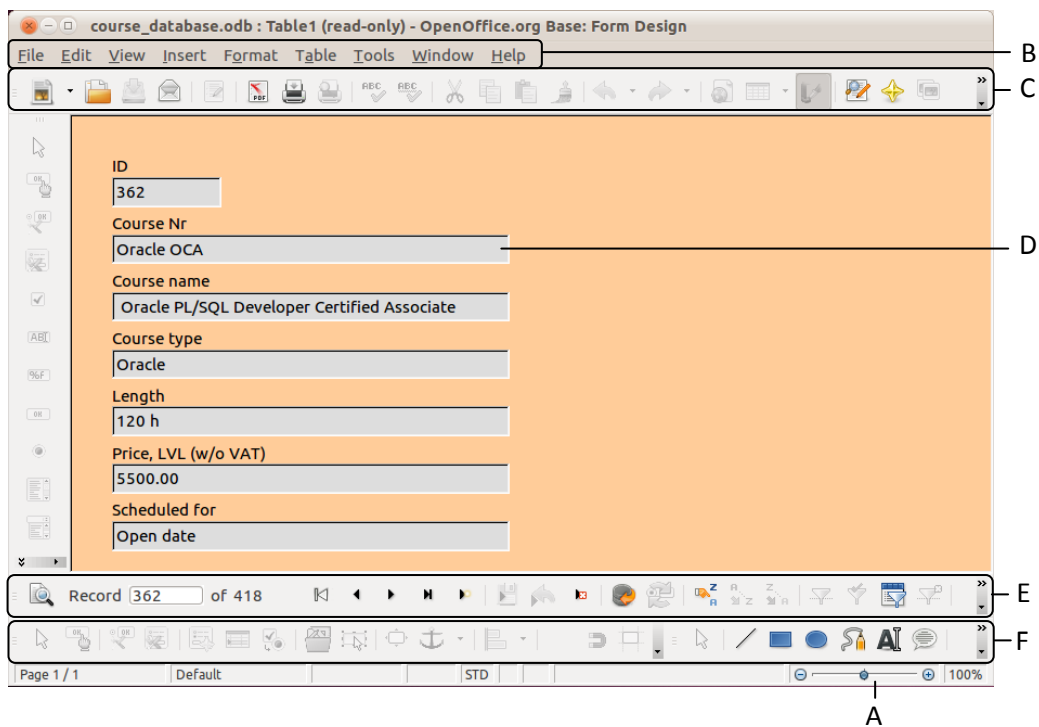 course_database.odb : Table1 (read-only) - OpenOffice.org Base: Form Design
File Edit View Insert Format Table Tools Window Help
B
C
PDF
ABC ABC
ID
362
Course Nr
Oracle OCA
D
Course name
Oracle PL/SQL Developer Certified Associate
Course type
Oracle
Length
120 h
Price, LVL (w/o VAT)
5500.00
Scheduled for
Open date
Record 362 of 418
E
F
Page 1 / 1 Default STD 100%
A